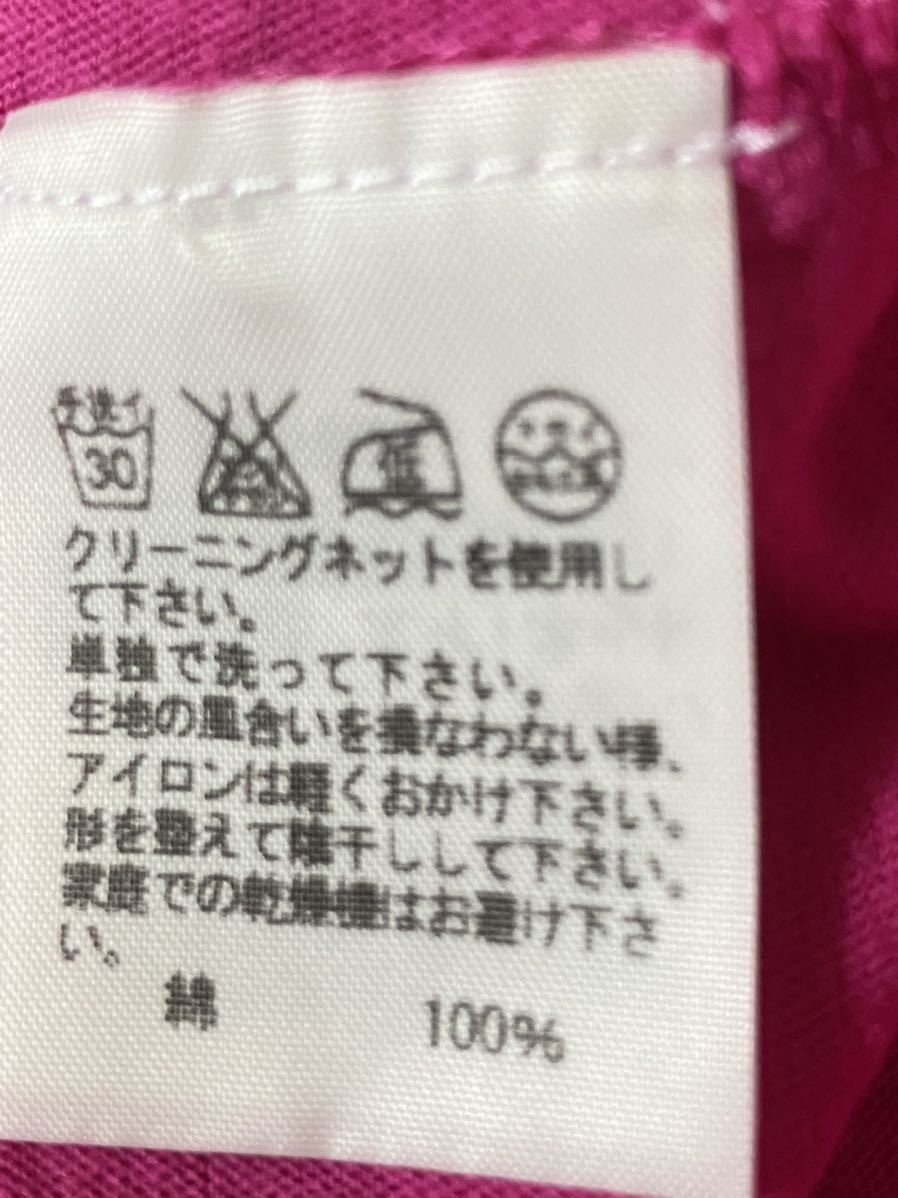 手洗イ
30
低
ドライ
クリーニングネットを使用し
て下さい。
単独で洗って下さい。
生地の風合いを損なわない様、
アイロンは軽くおかけ下さい。
形を整えて陰干しして下さい。
家庭での乾燥機はお避け下さ
い。
綿 100%